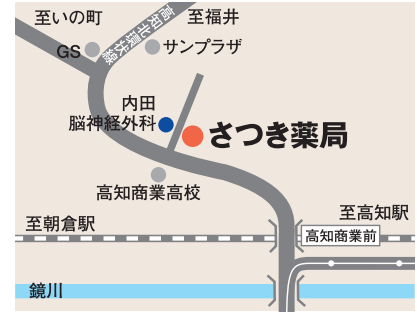 至いの町
至福井
高知北環状線
GS
サンプラザ
内田
脳神経外科
さつき薬局
高知商業高校
至高知駅
至朝倉駅
高知商業前
鏡川